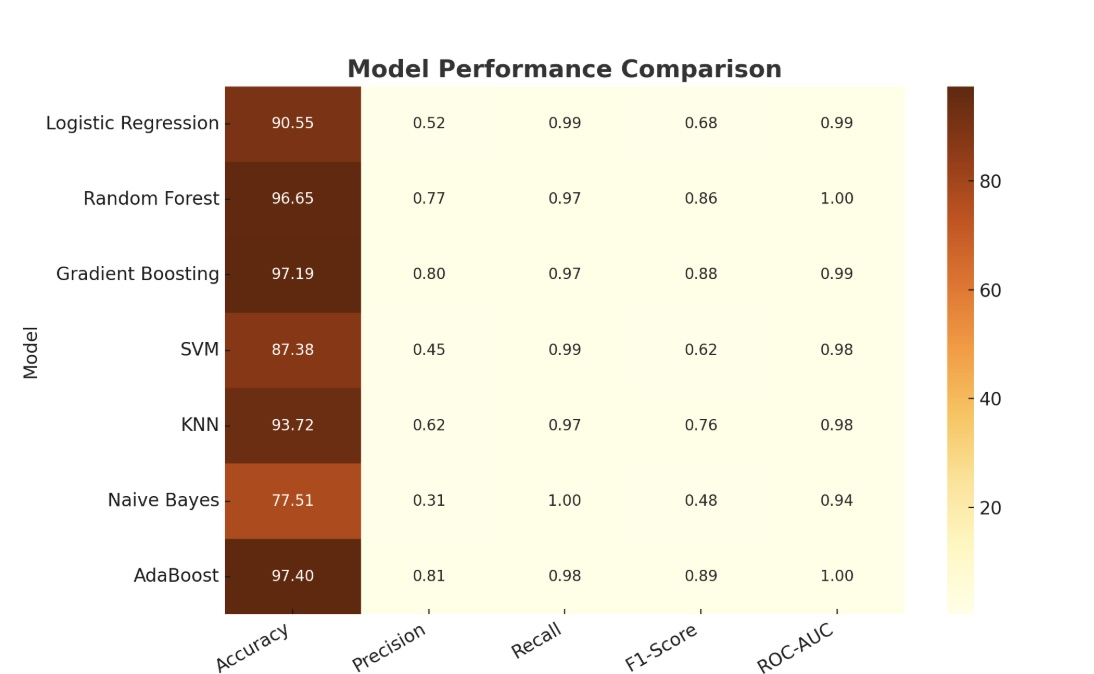 Model Performance Comparison
Logistic Regression 90.55 0.52 0.99 0.68 0.99
Random Forest 96.65 0.77 0.97 0.86 1.00
80
Gradient Boosting 97.19 0.80 0.97 0.88 0.99
60
Model
SVM 87.38 0.45 0.99 0.62 0.98
40
KNN 93.72 0.62 0.97 0.76 0.98
Naive Bayes 77.51 0.31 1.00 0.48 0.94
20
AdaBoost 97.40 0.81 0.98 0.89 1.00
Accuracy Precision Recall F1-Score ROC-AUC